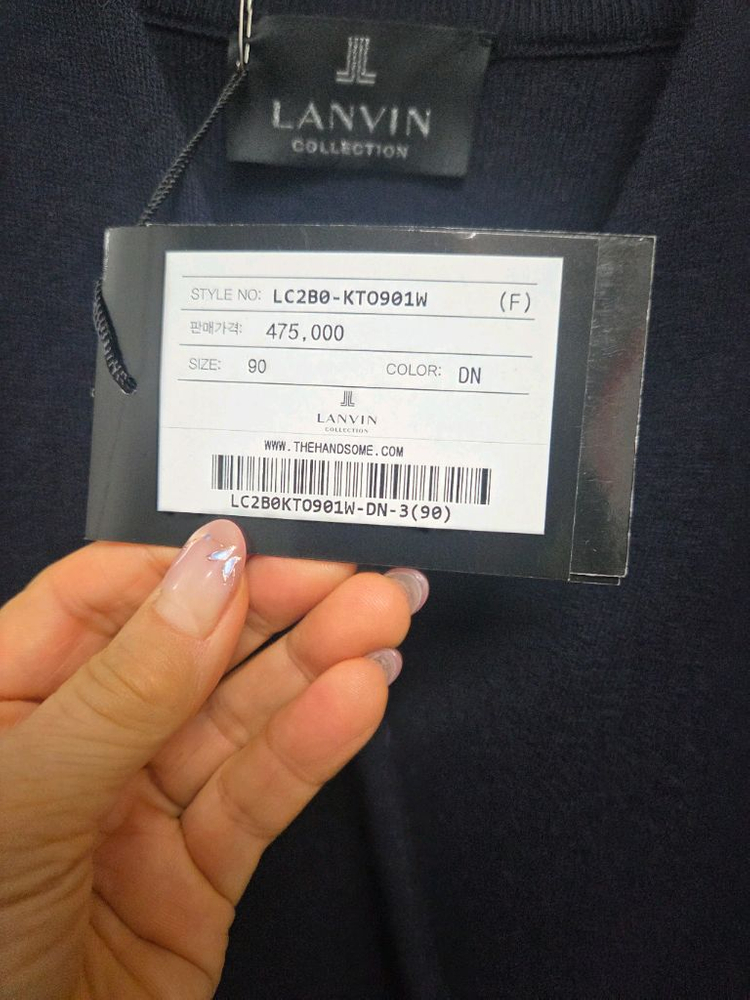 LANVIN
COLLECTION
STYLE NO: LC2B0-KTO901W (F)
판매가격: 475,000
SIZE: 90 COLOR: DN
LANVIN
COLLECTION
WWW.THEHANDSOME.COM
LC2B0KTO901W-DN-3(90)